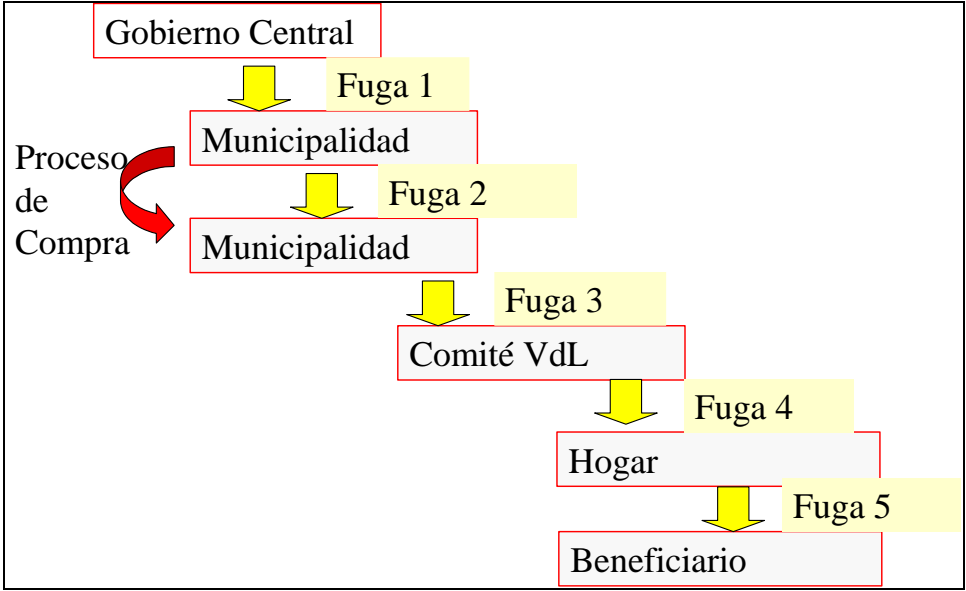 Gobierno Central
Fuga 1
Municipalidad
Proceso
de
Compra
Fuga 2
Municipalidad
Fuga 3
Comité VdL
Fuga 4
Hogar
Fuga 5
Beneficiario